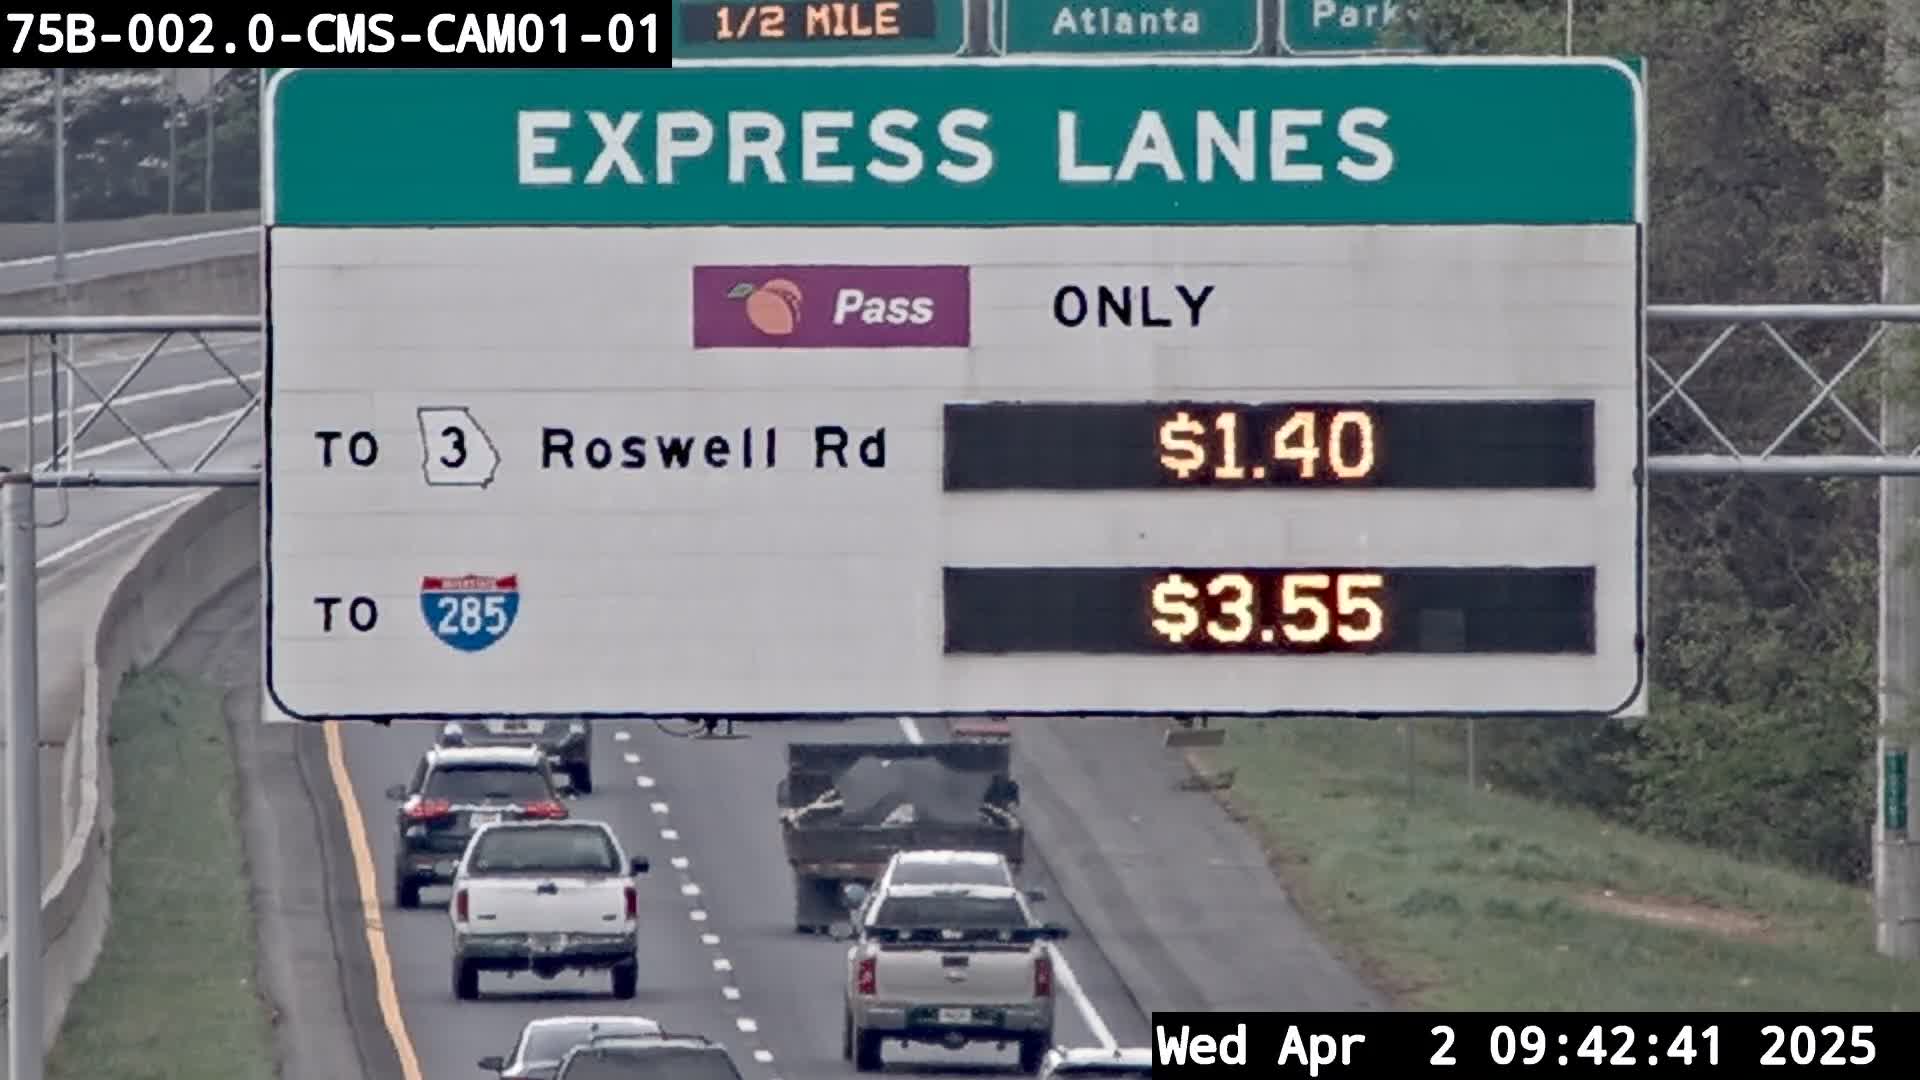 75B-002.0-CMS-CAM01-01
1/2 MILE
Atlanta
EXPRESS LANES
Pass ONLY
TO 3 Roswell Rd $1.40
TO INTERSTATE 285 $3.55
Wed Apr 2 09:42:41 2025